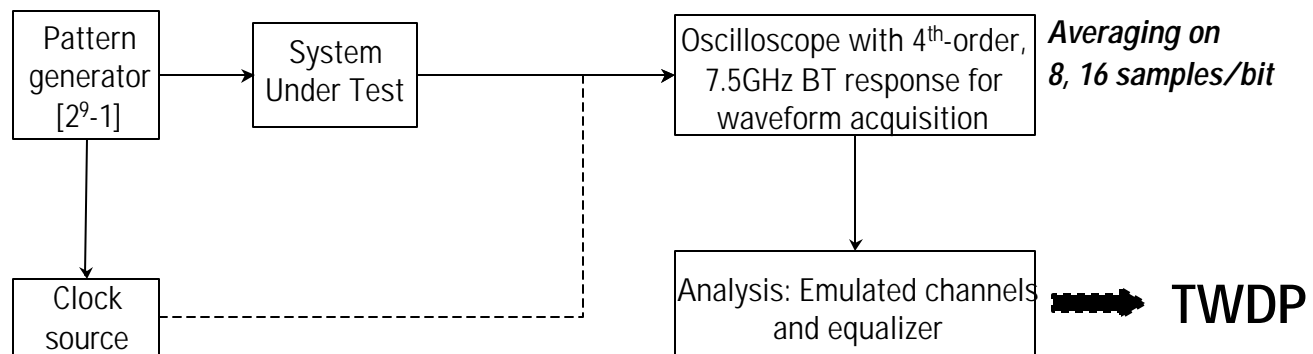 Pattern
generator
[2⁹-1]
System
Under Test
Oscilloscope with 4ᵗʰ-order,
7.5GHz BT response for
waveform acquisition
Averaging on
8, 16 samples/bit
Clock
source
Analysis: Emulated channels
and equalizer
TWDP